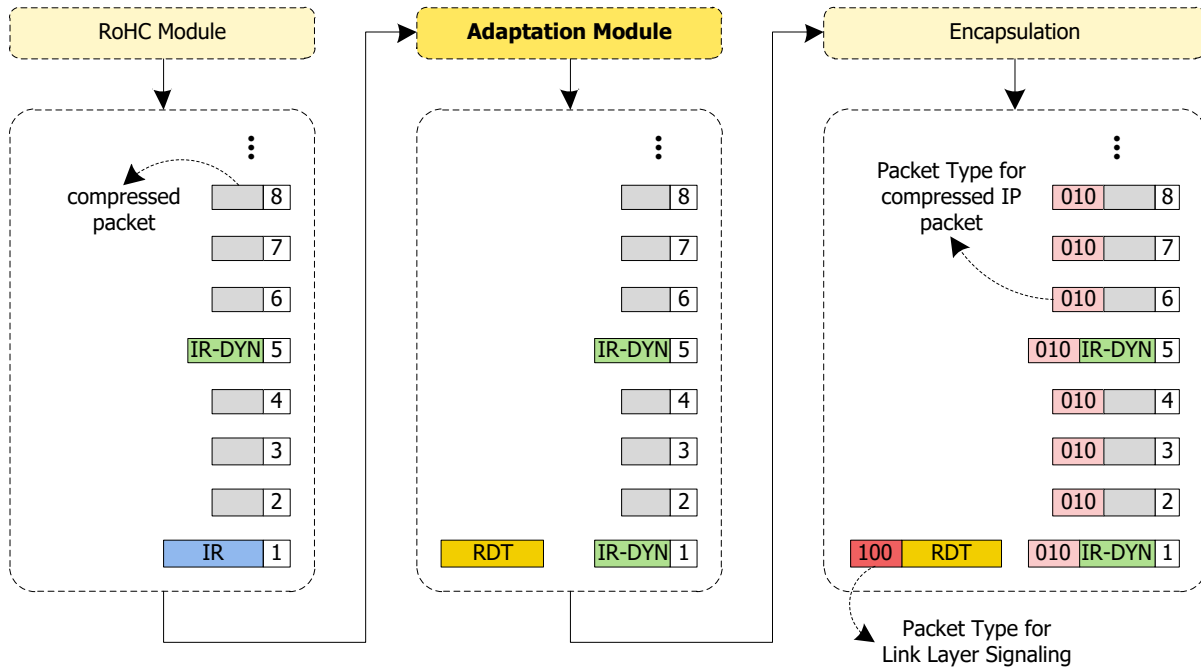 RoHC Module
Adaptation Module
Encapsulation
compressed
packet
8
7
6
IR-DYN 5
4
3
2
IR 1
8
7
6
IR-DYN 5
4
3
2
RDT IR-DYN 1
Packet Type for
compressed IP
packet
010 8
010 7
010 6
010 IR-DYN 5
010 4
010 3
010 2
100 RDT 010 IR-DYN 1
Packet Type for
Link Layer Signaling